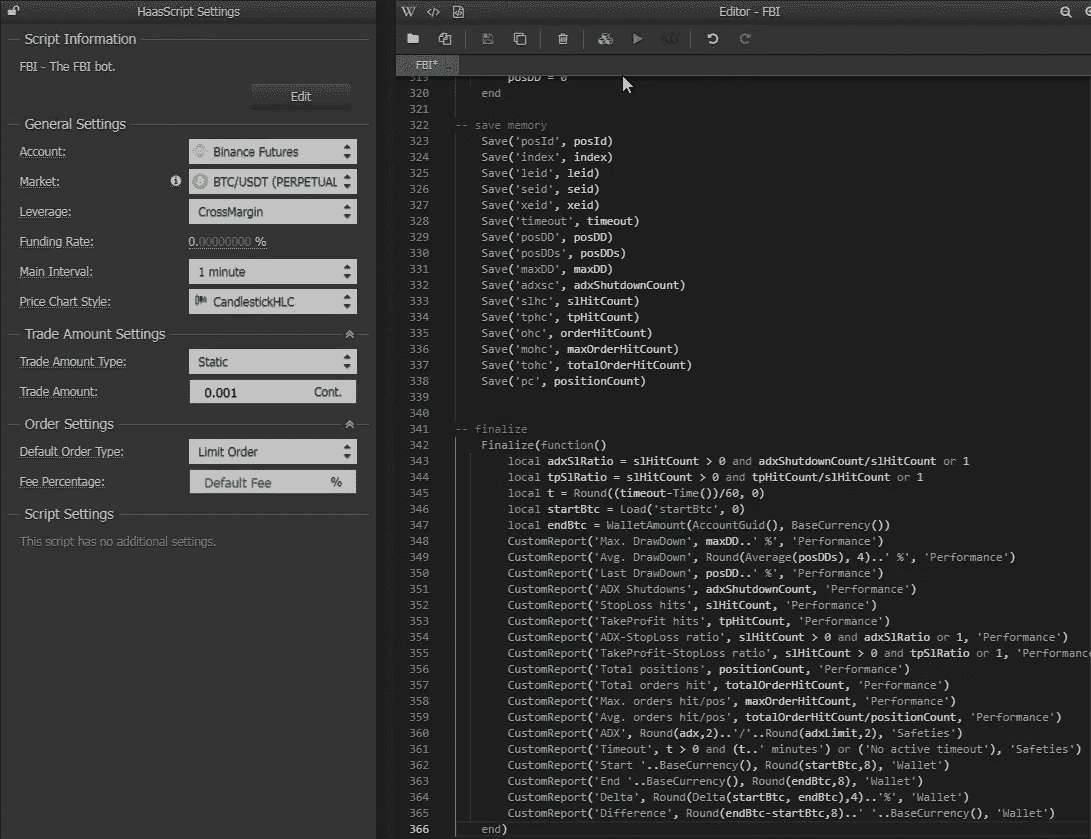 HaasScript Settings
Script Information
FBI - The FBI bot.
Edit
General Settings
Account:
Binance Futures
Market:
BTC/USDT (PERPETUAL
Leverage:
CrossMargin
Funding Rate:
0.00000000 %
Main Interval:
1 minute
Price Chart Style:
CandlestickHLC
Trade Amount Settings
Trade Amount Type:
Static
Trade Amount:
0.001 Cont.
Order Settings
Default Order Type:
Limit Order
Fee Percentage:
Default Fee %
Script Settings
This script has no additional settings.
Editor - FBI
FBI*
319 posDD = 0
320 end
321
322 -- save memory
323 Save('posId', posId)
324 Save('index', index)
325 Save('leid', leid)
326 Save('seid', seid)
327 Save('xeid', xeid)
328 Save('timeout', timeout)
329 Save('posDD', posDD)
330 Save('posDDs', posDDs)
331 Save('maxDD', maxDD)
332 Save('adxsc', adxShutdownCount)
333 Save('slhc', slHitCount)
334 Save('tphc', tpHitCount)
335 Save('ohc', orderHitCount)
336 Save('mohc', maxOrderHitCount)
337 Save('tohc', totalOrderHitCount)
338 Save('pc', positionCount)
339
340
341 -- finalize
342 Finalize(function()
343 local adxSlRatio = slHitCount > 0 and adxShutdownCount/slHitCount or 1
344 local tpSlRatio = slHitCount > 0 and tpHitCount/slHitCount or 1
345 local t = Round((timeout-Time())/60, 0)
346 local startBtc = Load('startBtc', 0)
347 local endBtc = WalletAmount(AccountGuid(), BaseCurrency())
348 CustomReport('Max. DrawDown', maxDD..' %', 'Performance')
349 CustomReport('Avg. DrawDown', Round(Average(posDDs), 4)..' %', 'Performance')
350 CustomReport('Last DrawDown', posDD..' %', 'Performance')
351 CustomReport('ADX Shutdowns', adxShutdownCount, 'Performance')
352 CustomReport('StopLoss hits', slHitCount, 'Performance')
353 CustomReport('TakeProfit hits', tpHitCount, 'Performance')
354 CustomReport('ADX-StopLoss ratio', slHitCount > 0 and adxSlRatio or 1, 'Performance')
355 CustomReport('TakeProfit-StopLoss ratio', slHitCount > 0 and tpSlRatio or 1, 'Performanc
356 CustomReport('Total positions', positionCount, 'Performance')
357 CustomReport('Total orders hit', totalOrderHitCount, 'Performance')
358 CustomReport('Max. orders hit/pos', maxOrderHitCount, 'Performance')
359 CustomReport('Avg. orders hit/pos', totalOrderHitCount/positionCount, 'Performance')
360 CustomReport('ADX', Round(adx,2)..'/'..Round(adxLimit,2), 'Safeties')
361 CustomReport('Timeout', t > 0 and (t..' minutes') or ('No active timeout'), 'Safeties')
362 CustomReport('Start '..BaseCurrency(), Round(startBtc,8), 'Wallet')
363 CustomReport('End '..BaseCurrency(), Round(endBtc,8), 'Wallet')
364 CustomReport('Delta', Round(Delta(startBtc, endBtc),4)..'%', 'Wallet')
365 CustomReport('Difference', Round(endBtc-startBtc,8)..' '..BaseCurrency(), 'Wallet')
366 end)